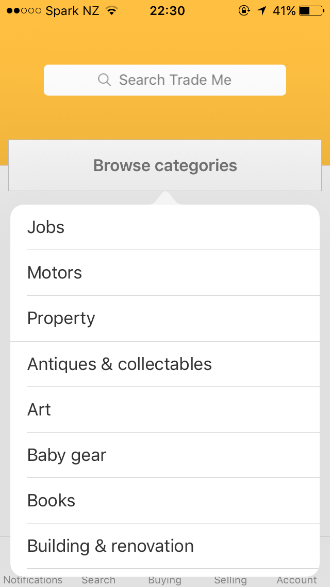 Spark NZ 22:30 41%
Search Trade Me
Browse categories
Jobs
Motors
Property
Antiques & collectables
Art
Baby gear
Books
Building & renovation
Notifications Search Buying Selling Account